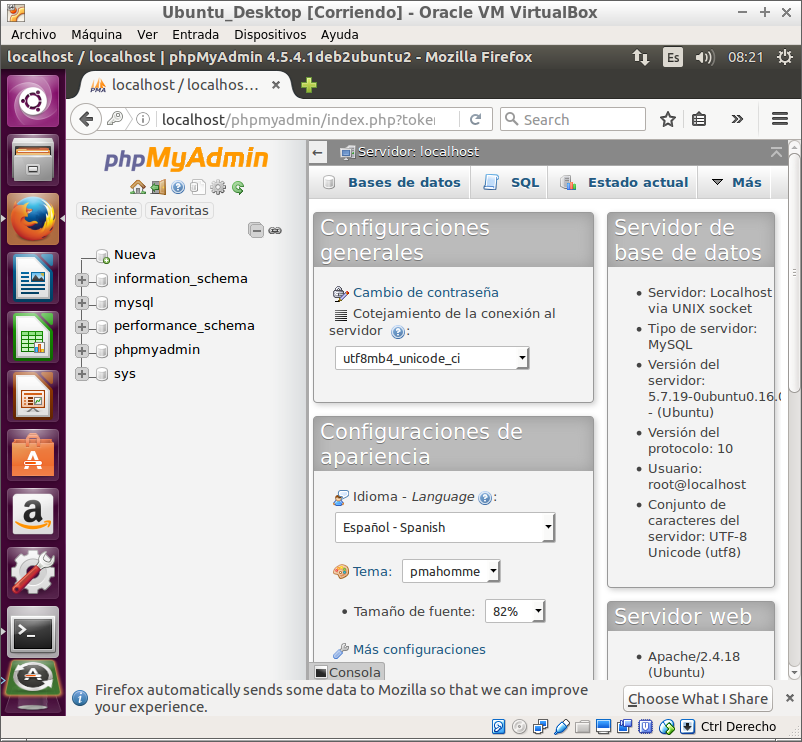 Ubuntu_Desktop [Corriendo] - Oracle VM VirtualBox
Archivo Máquina Ver Entrada Dispositivos Ayuda
localhost / localhost | phpMyAdmin 4.5.4.1deb2ubuntu2 - Mozilla Firefox
Es
08:21
PMA
localhost / localhos…
localhost/phpmyadmin/index.php?token
Search
phpMyAdmin
Reciente
Favoritas
Nueva
information_schema
mysql
performance_schema
phpmyadmin
sys
Servidor: localhost
Bases de datos
SQL
Estado actual
Más
Configuraciones
generales
Cambio de contraseña
Cotejamiento de la conexión al
servidor :
utf8mb4_unicode_ci
Configuraciones de
apariencia
Idioma - Language :
Español - Spanish
Tema: pmahomme
• Tamaño de fuente: 82%
Más configuraciones
Consola
Servidor de
base de datos
• Servidor: Localhost
via UNIX socket
• Tipo de servidor:
MySQL
• Versión del
servidor:
5.7.19-0ubuntu0.16.0
- (Ubuntu)
• Versión del
protocolo: 10
• Usuario:
root@localhost
• Conjunto de
caracteres del
servidor: UTF-8
Unicode (utf8)
Servidor web
• Apache/2.4.18
(Ubuntu)
Firefox automatically sends some data to Mozilla so that we can improve
your experience.
Choose What I Share
Ctrl Derecho